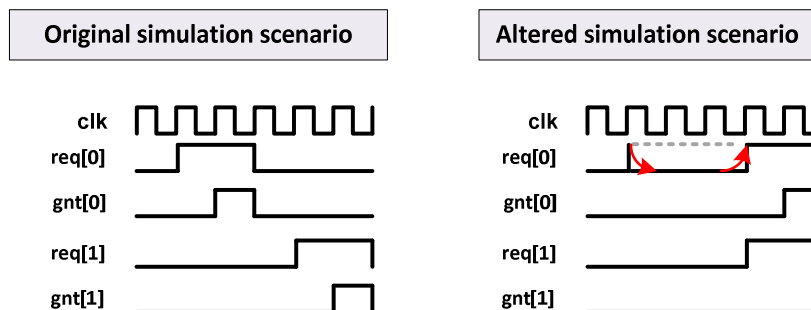 Original simulation scenario
clk
req[0]
gnt[0]
req[1]
gnt[1]
Altered simulation scenario
clk
req[0]
gnt[0]
req[1]
gnt[1]